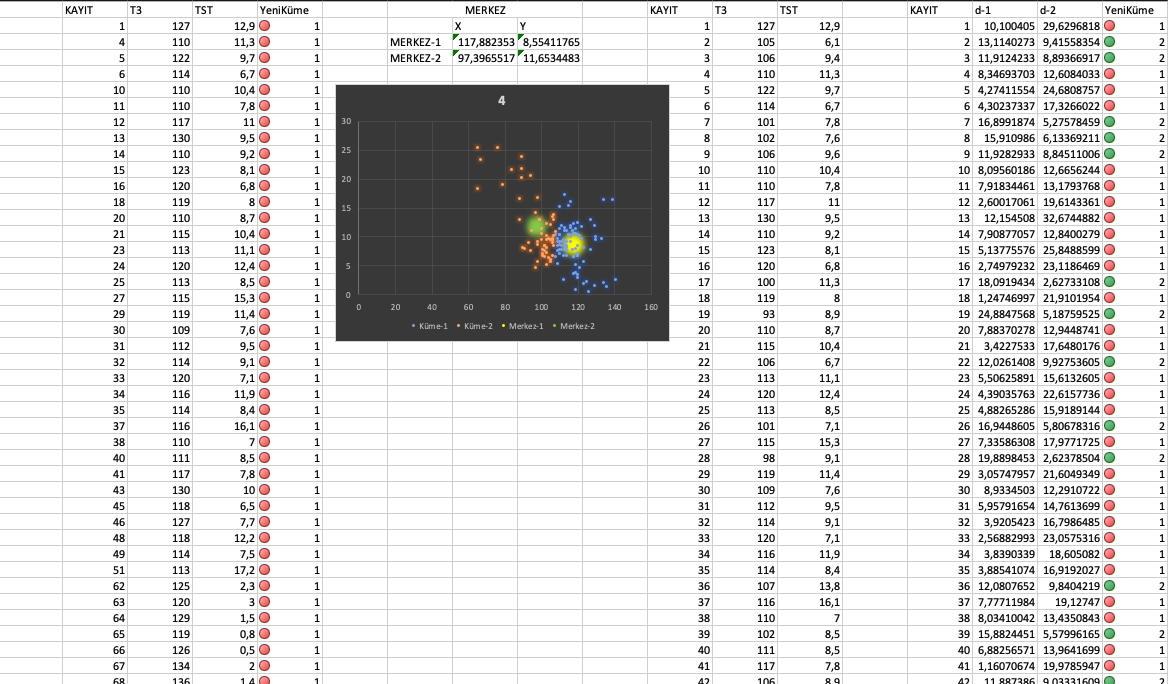 KAYIT T3 TST YeniKüme MERKEZ KAYIT T3 TST KAYIT d-1 d-2 YeniKüme
1 127 12,9 1 X Y 1 127 12,9 1 10,100405 29,6296818 1
4 110 11,3 1 MERKEZ-1 117,882353 8,55411765 2 105 6,1 2 13,1140273 9,41558354 2
5 122 9,7 1 MERKEZ-2 97,3965517 11,6534483 3 106 9,4 3 11,9124233 8,89366917 2
6 114 6,7 1 4 110 11,3 4 8,34693703 12,6084033 1
10 110 10,4 1 5 122 9,7 5 4,27411554 24,6808757 1
11 110 7,8 1 6 114 6,7 6 4,30237337 17,3266022 1
12 117 11 1 7 101 7,8 7 16,8991874 5,27578459 2
13 130 9,5 1 8 102 7,6 8 15,910986 6,13369211 2
14 110 9,2 1 9 106 9,6 9 11,9282933 8,84511006 2
15 123 8,1 1 10 110 10,4 10 8,09560186 12,6656244 1
16 120 6,8 1 11 110 7,8 11 7,91834461 13,1793768 1
18 119 8 1 12 117 11 12 2,60017061 19,6143361 1
20 110 8,7 1 13 130 9,5 13 12,154508 32,6744882 1
21 115 10,4 1 14 110 9,2 14 7,90877057 12,8400279 1
23 113 11,1 1 15 123 8,1 15 5,13775576 25,8488599 1
24 120 12,4 1 16 120 6,8 16 2,74979232 23,1186469 1
25 113 8,5 1 17 100 11,3 17 18,0919434 2,62733108 2
27 115 15,3 1 18 119 8 18 1,24746997 21,9101954 1
29 119 11,4 1 19 93 8,9 19 24,8847568 5,18759525 2
30 109 7,6 1 20 110 8,7 20 7,88370278 12,9448741 1
31 112 9,5 1 21 115 10,4 21 3,4227533 17,6480176 1
32 114 9,1 1 22 106 6,7 22 12,0261408 9,92753605 2
33 120 7,1 1 23 113 11,1 23 5,50625891 15,6132605 1
34 116 11,9 1 24 120 12,4 24 4,39035763 22,6157736 1
35 114 8,4 1 25 113 8,5 25 4,88265286 15,9189144 1
37 116 16,1 1 26 101 7,1 26 16,9448605 5,80678316 2
38 110 7 1 27 115 15,3 27 7,33586308 17,9771725 1
40 111 8,5 1 28 98 9,1 28 19,8898453 2,62378504 2
41 117 7,8 1 29 119 11,4 29 3,05747957 21,6049349 1
43 130 10 1 30 109 7,6 30 8,9334503 12,2910722 1
45 118 6,5 1 31 112 9,5 31 5,95791654 14,7613699 1
46 127 7,7 1 32 114 9,1 32 3,9205423 16,7986485 1
48 118 12,2 1 33 120 7,1 33 2,56882993 23,0575316 1
49 114 7,5 1 34 116 11,9 34 3,8390339 18,605082 1
51 113 17,2 1 35 114 8,4 35 3,88541074 16,9192027 1
62 125 2,3 1 36 107 13,8 36 12,0807652 9,8404219 2
63 120 3 1 37 116 16,1 37 7,77711984 19,12747 1
64 129 1,5 1 38 110 7 38 8,03410042 13,4350843 1
65 119 0,8 1 39 102 8,5 39 15,8824451 5,57996165 2
66 126 0,5 1 40 111 8,5 40 6,88256571 13,9641699 1
67 134 2 1 41 117 7,8 41 1,16070674 19,9785947 1
68 136 1,4 1 42 106 8,9 42 11,887386 9,03331609 2
4
30
25
20
15
10
5
0
0 20 40 60 80 100 120 140 160
Küme-1 Küme-2 Merkez-1 Merkez-2